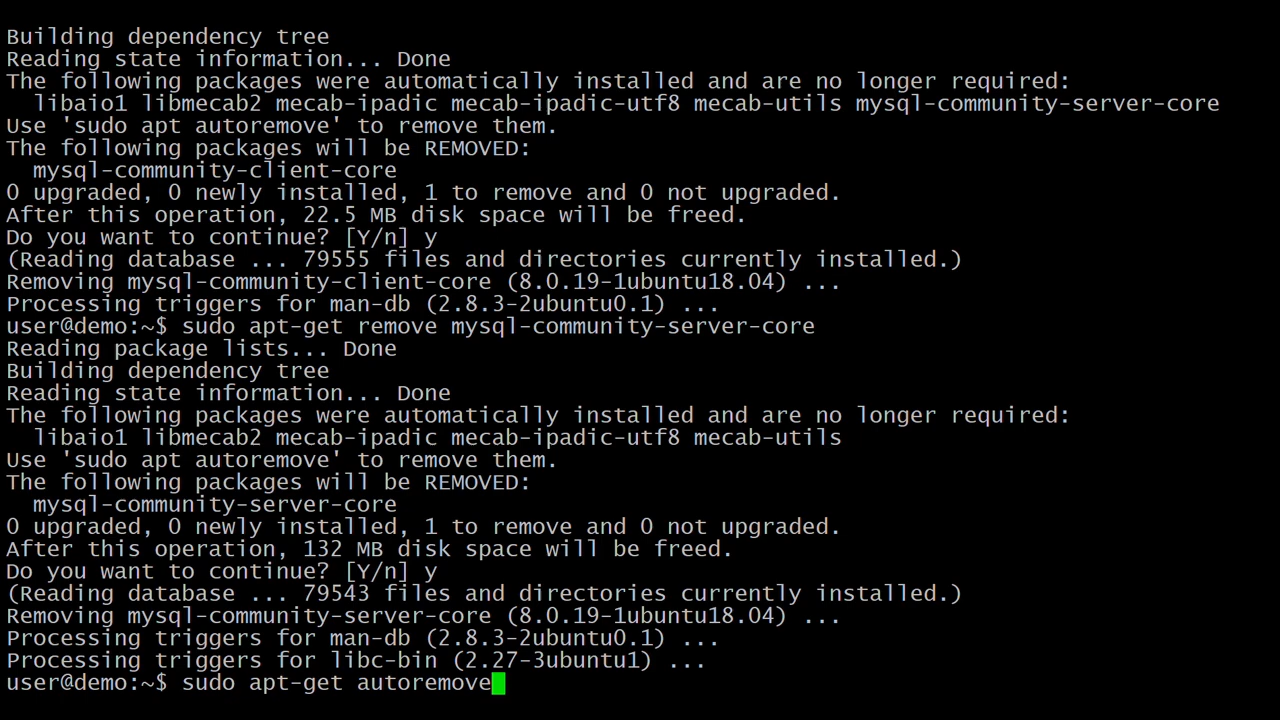 Building dependency tree
Reading state information... Done
The following packages were automatically installed and are no longer required:
  libaio1 libmecab2 mecab-ipadic mecab-ipadic-utf8 mecab-utils mysql-community-server-core
Use 'sudo apt autoremove' to remove them.
The following packages will be REMOVED:
  mysql-community-client-core
0 upgraded, 0 newly installed, 1 to remove and 0 not upgraded.
After this operation, 22.5 MB disk space will be freed.
Do you want to continue? [Y/n] y
(Reading database ... 79555 files and directories currently installed.)
Removing mysql-community-client-core (8.0.19-1ubuntu18.04) ...
Processing triggers for man-db (2.8.3-2ubuntu0.1) ...
user@demo:~$ sudo apt-get remove mysql-community-server-core
Reading package lists... Done
Building dependency tree
Reading state information... Done
The following packages were automatically installed and are no longer required:
  libaio1 libmecab2 mecab-ipadic mecab-ipadic-utf8 mecab-utils
Use 'sudo apt autoremove' to remove them.
The following packages will be REMOVED:
  mysql-community-server-core
0 upgraded, 0 newly installed, 1 to remove and 0 not upgraded.
After this operation, 132 MB disk space will be freed.
Do you want to continue? [Y/n] y
(Reading database ... 79543 files and directories currently installed.)
Removing mysql-community-server-core (8.0.19-1ubuntu18.04) ...
Processing triggers for man-db (2.8.3-2ubuntu0.1) ...
Processing triggers for libc-bin (2.27-3ubuntu1) ...
user@demo:~$ sudo apt-get autoremove